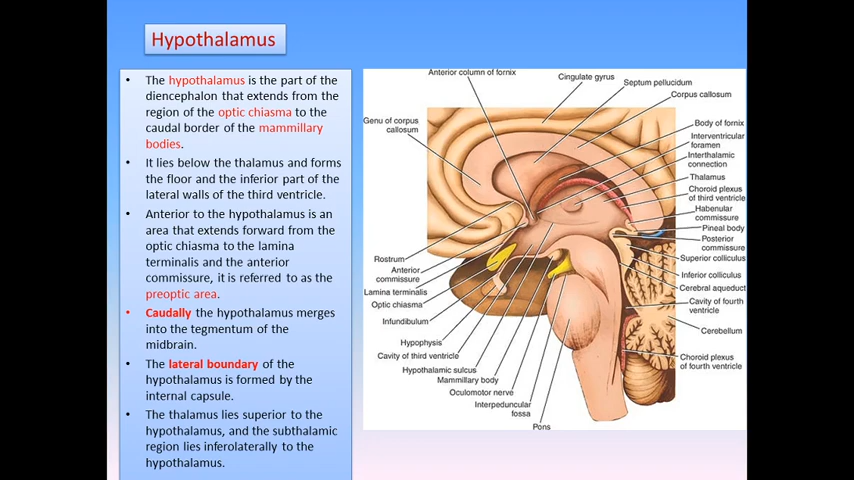 Hypothalamus
• The hypothalamus is the part of the
diencephalon that extends from the
region of the optic chiasma to the
caudal border of the mammillary
bodies.
• It lies below the thalamus and forms
the floor and the inferior part of the
lateral walls of the third ventricle.
• Anterior to the hypothalamus is an
area that extends forward from the
optic chiasma to the lamina
terminalis and the anterior
commissure, it is referred to as the
preoptic area.
• Caudally the hypothalamus merges
into the tegmentum of the
midbrain.
• The lateral boundary of the
hypothalamus is formed by the
internal capsule.
• The thalamus lies superior to the
hypothalamus, and the subthalamic
region lies inferolaterally to the
hypothalamus.
Anterior column of fornix
Cingulate gyrus
Septum pellucidum
Corpus callosum
Genu of corpus
callosum
Body of fornix
Interventricular
foramen
Interthalamic
connection
Thalamus
Choroid plexus
of third ventricle
Habenular
commissure
Pineal body
Posterior
commissure
Superior colliculus
Inferior colliculus
Cerebral aqueduct
Cavity of fourth
ventricle
Cerebellum
Choroid plexus
of fourth ventricle
Rostrum
Anterior
commissure
Lamina terminalis
Optic chiasma
Infundibulum
Hypophysis
Cavity of third ventricle
Hypothalamic sulcus
Mammillary body
Oculomotor nerve
Interpeduncular
fossa
Pons